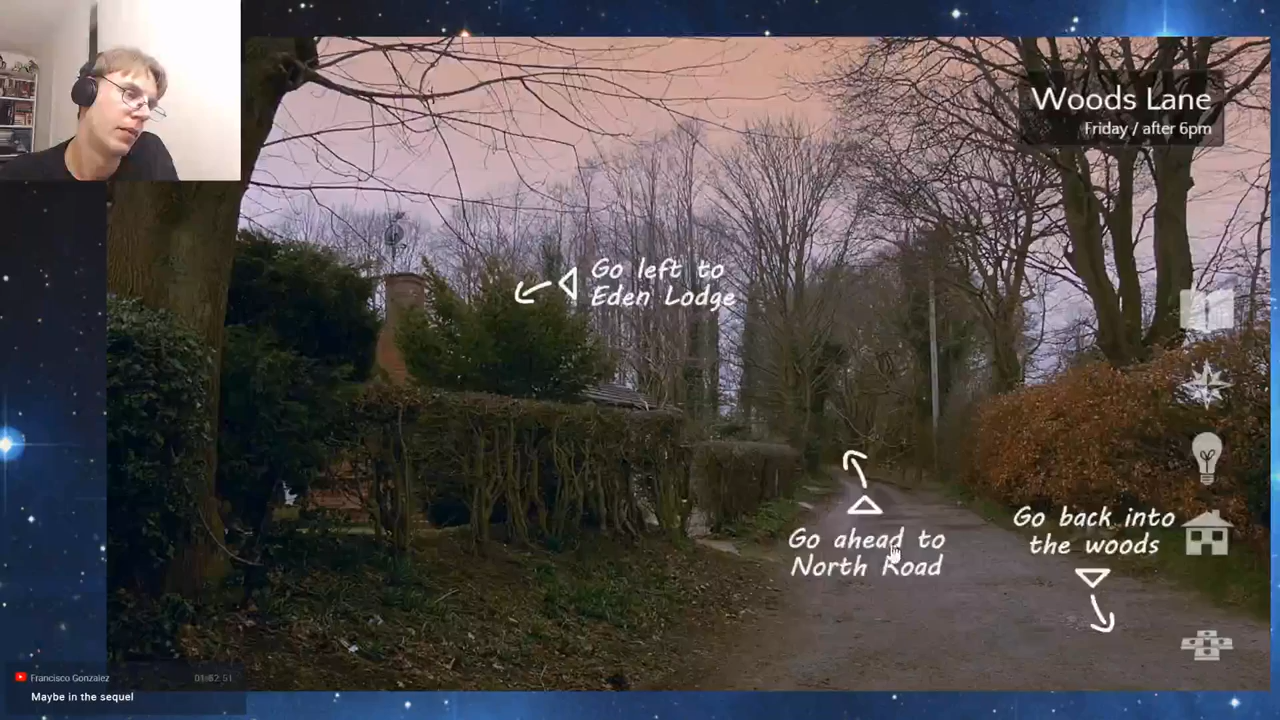 Woods Lane
Friday / after 6pm
Go left to
Eden Lodge
Go ahead to
North Road
Go back into
the woods
Francisco Gonzalez
01:02:51
Maybe in the sequel